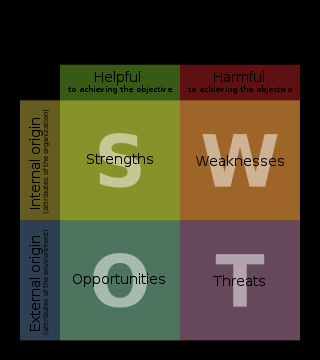 Helpful
to achieving the objective
Harmful
to achieving the objective
Internal origin
(attributes of the organization)
S
Strengths
W
Weaknesses
External origin
(attributes of the environment)
O
Opportunities
T
Threats